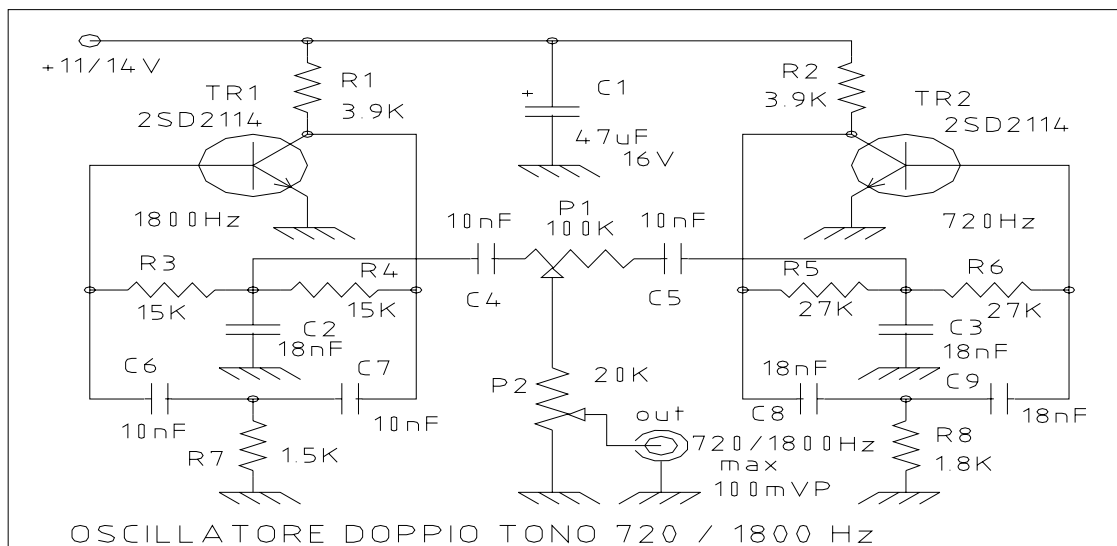 +11/14V
R1
3.9K
TR1
2SD2114
C1
+
47uF
16V
R2
3.9K
TR2
2SD2114
1800Hz
10nF
C4
P1
100K
10nF
C5
720Hz
R3
15K
R4
15K
C2
18nF
C6
10nF
C7
10nF
R7
1.5K
P2
20K
out
720/1800Hz
max
100mVP
R5
27K
R6
27K
C3
18nF
18nF
C8
C9
18nF
R8
1.8K
OSCILLATORE DOPPIO TONO 720 / 1800 Hz